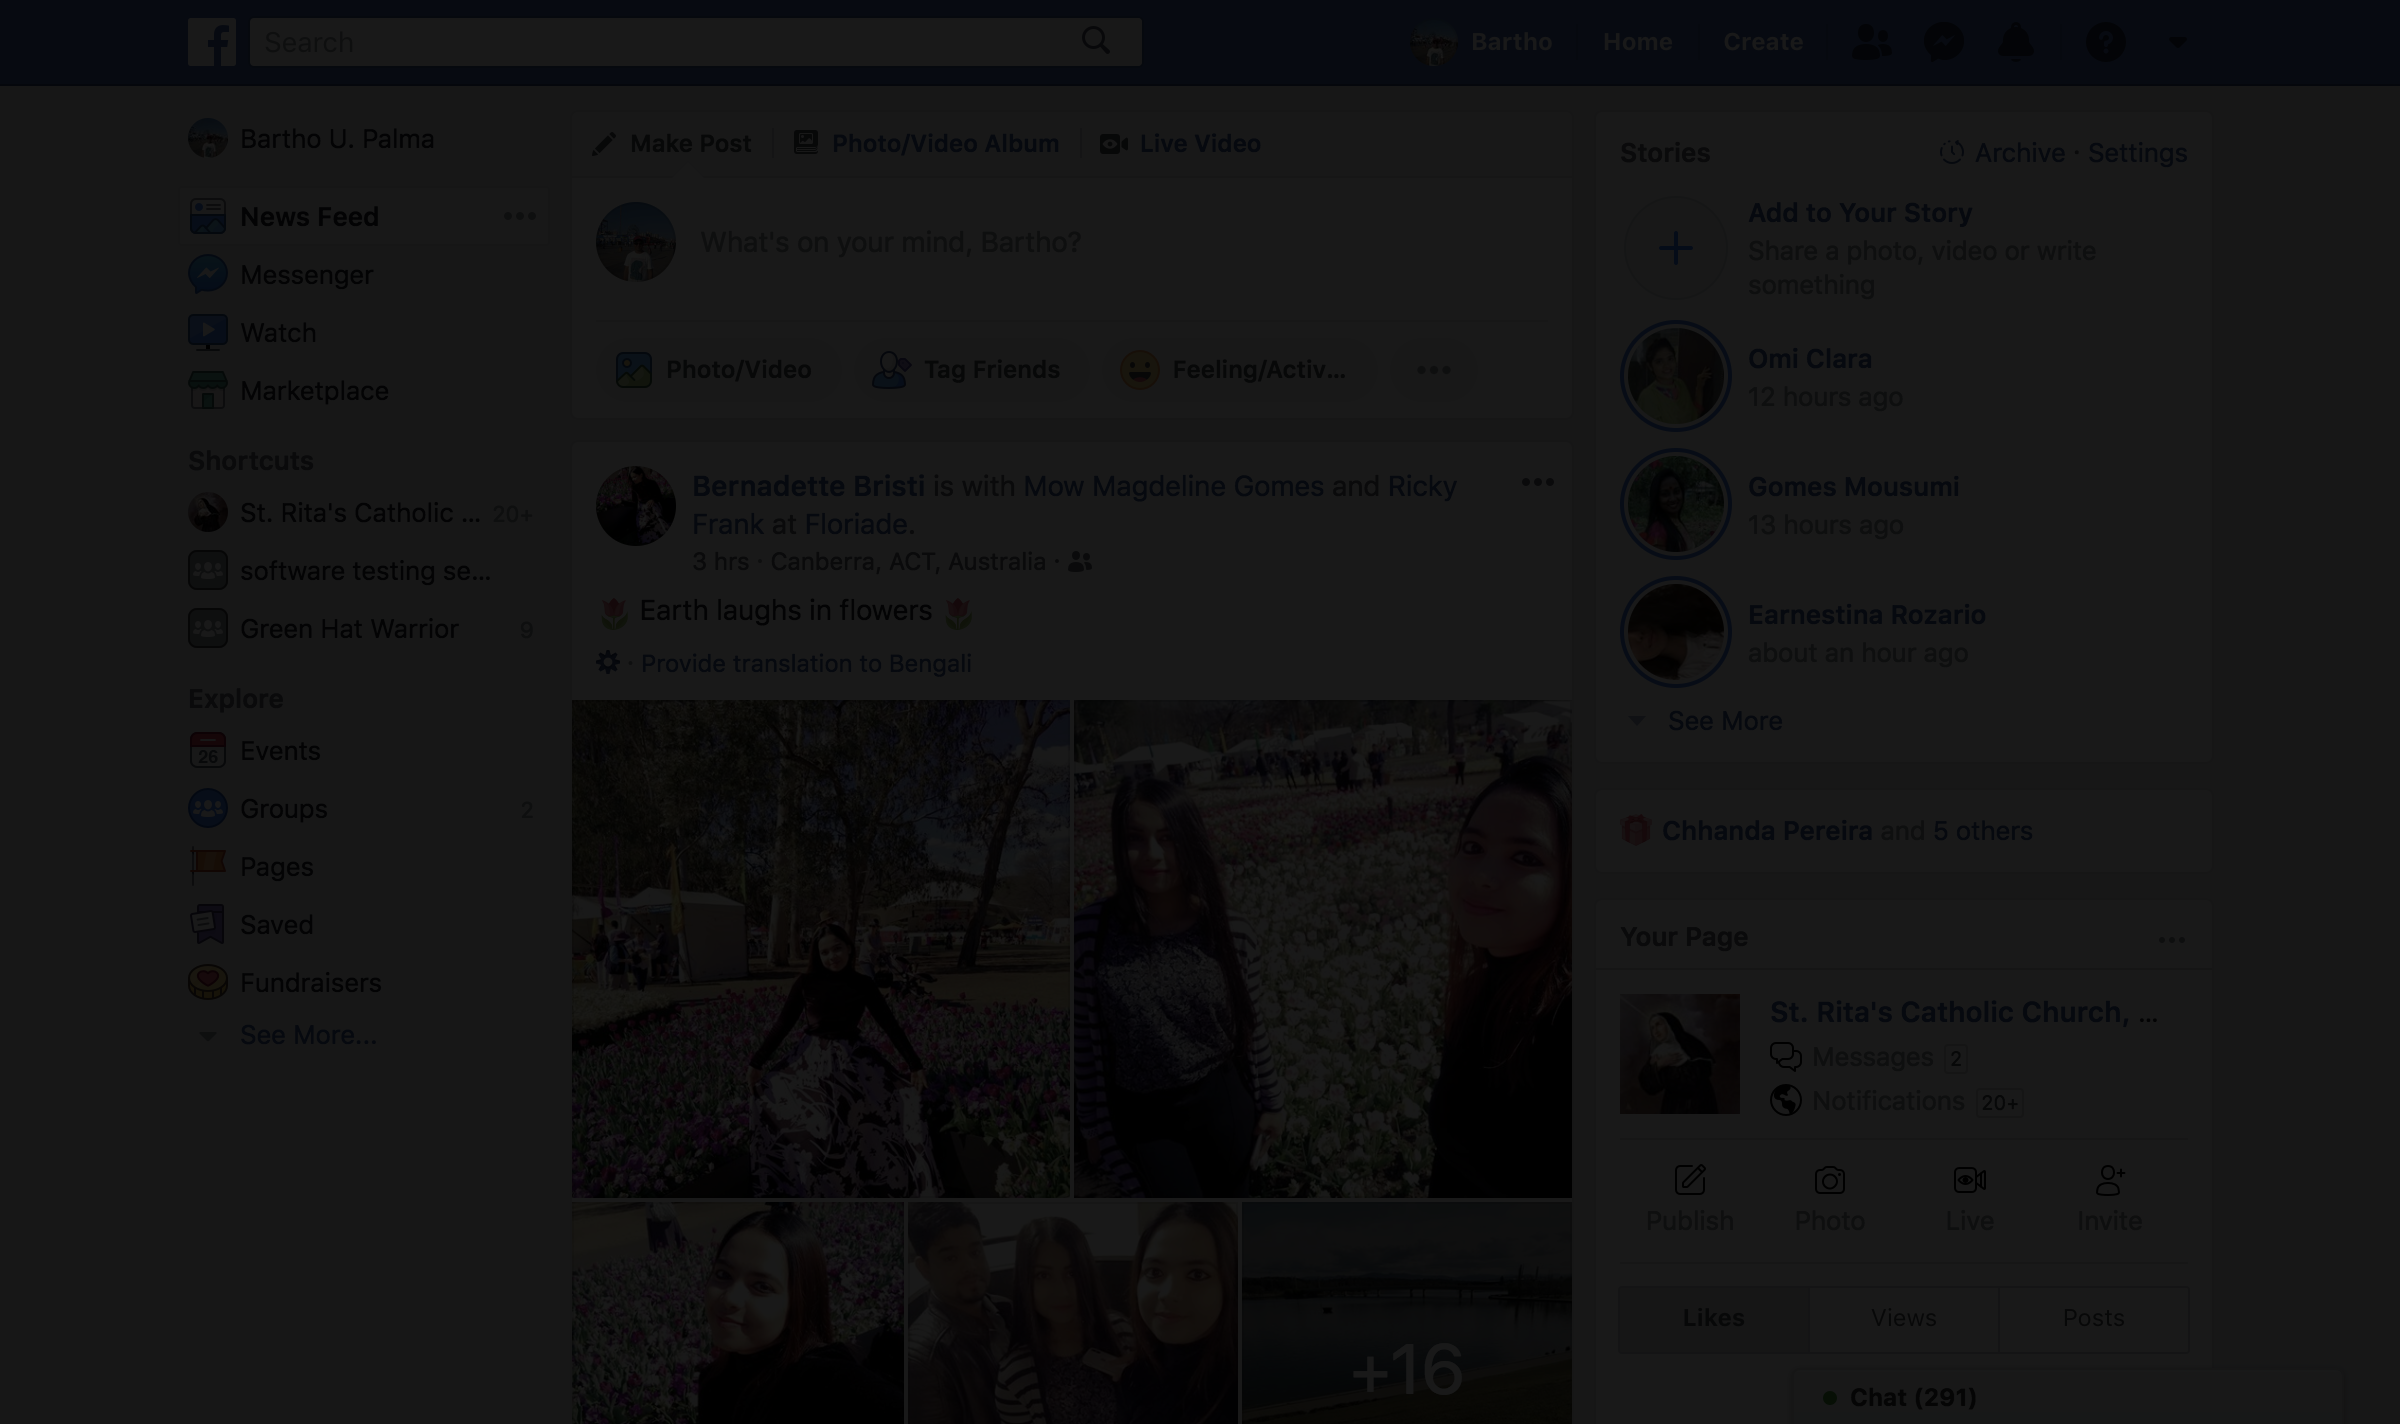 Search
Bartho
Home
Create
Bartho U. Palma
News Feed
Messenger
Watch
Marketplace
Shortcuts
St. Rita's Catholic ... 20+
software testing se...
Green Hat Warrior 9
Explore
26
Events
Groups 2
Pages
Saved
Fundraisers
See More...
Make Post
Photo/Video Album
Live Video
What's on your mind, Bartho?
Photo/Video
Tag Friends
Feeling/Activ...
Bernadette Bristi is with Mow Magdeline Gomes and Ricky
Frank at Floriade.
3 hrs · Canberra, ACT, Australia ·
Earth laughs in flowers
· Provide translation to Bengali
+16
Stories
Archive · Settings
Add to Your Story
Share a photo, video or write
something
Omi Clara
12 hours ago
Gomes Mousumi
13 hours ago
Earnestina Rozario
about an hour ago
See More
Chhanda Pereira and 5 others
Your Page
St. Rita's Catholic Church, ...
Messages 2
Notifications 20+
Publish
Photo
Live
Invite
Likes
Views
Posts
Chat (291)